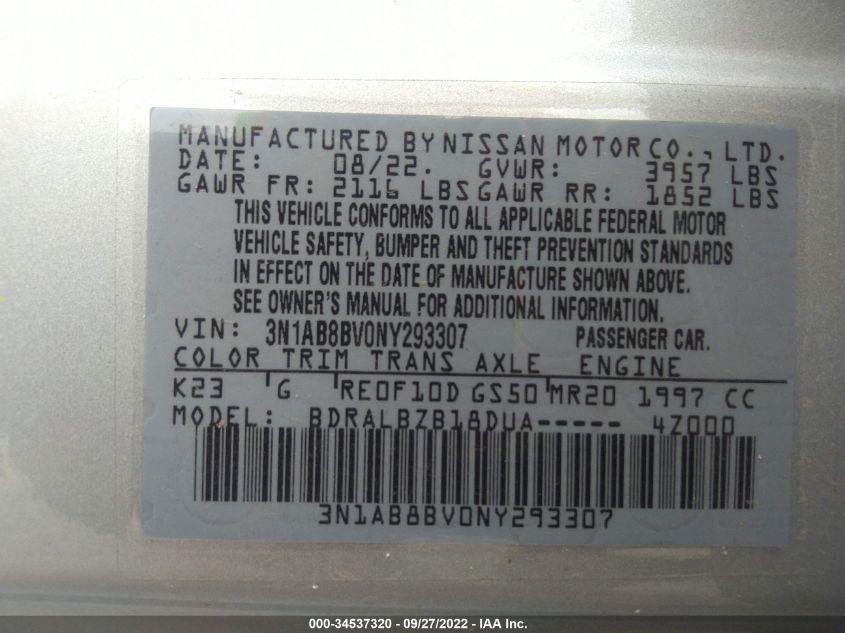 MANUFACTURED BY NISSAN MOTOR CO., LTD.
DATE: 08/22. GVWR: 3957 LBS
GAWR FR: 2116 LBS GAWR RR: 1852 LBS
THIS VEHICLE CONFORMS TO ALL APPLICABLE FEDERAL MOTOR
VEHICLE SAFETY, BUMPER AND THEFT PREVENTION STANDARDS
IN EFFECT ON THE DATE OF MANUFACTURE SHOWN ABOVE.
SEE OWNER'S MANUAL FOR ADDITIONAL INFORMATION.
VIN: 3N1AB8BV0NY293307 PASSENGER CAR.
COLOR TRIM TRANS AXLE ENGINE
K23 G RE0F10D GS50 MR20 1997 CC
MODEL: BDRALBZB18DUA----- 4Z000
3N1AB8BV0NY293307
000-34537320 - 09/27/2022 - IAA Inc.